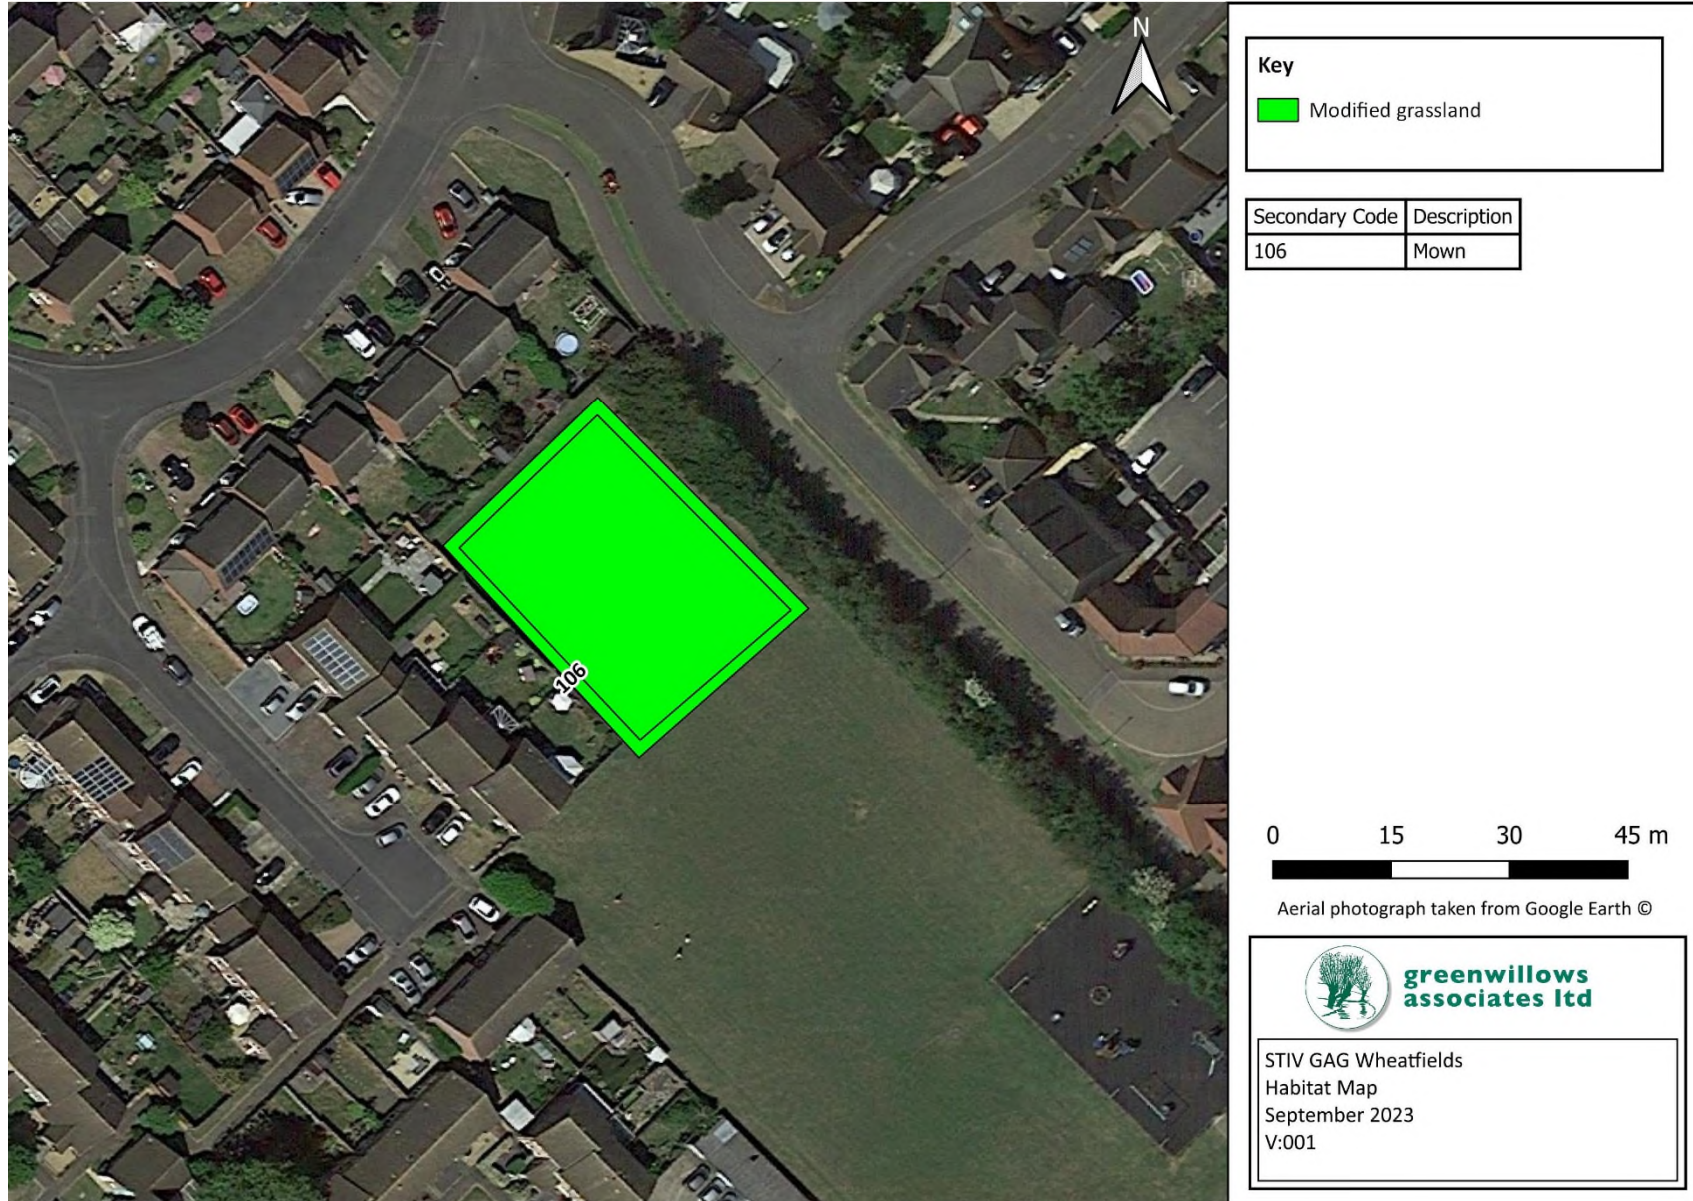 N
106
Key
Modified grassland
Secondary Code Description
106 Mown
0 15 30 45 m
Aerial photograph taken from Google Earth ©
greenwillows
associates ltd
STIV GAG Wheatfields
Habitat Map
September 2023
V:001